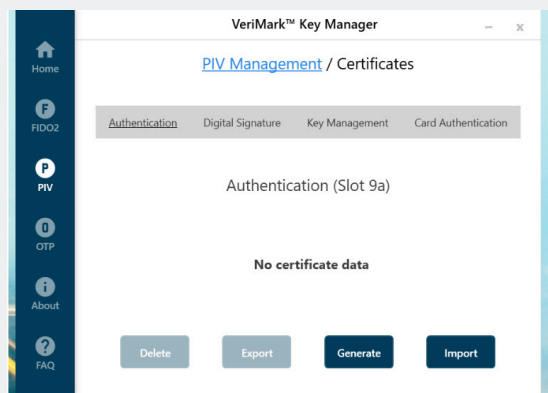 VeriMark™ Key Manager
– x
Home
PIV Management / Certificates
F
FIDO2
Authentication Digital Signature Key Management Card Authentication
P
PIV
Authentication (Slot 9a)
O
OTP
No certificate data
i
About
?
FAQ
Delete Export Generate Import